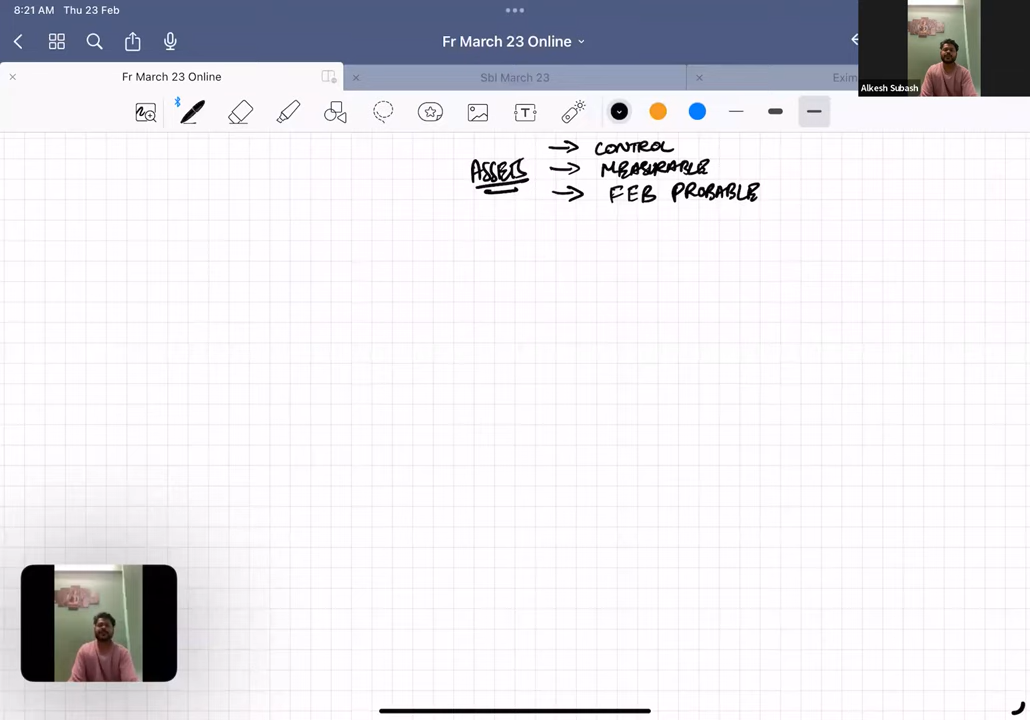 8:21 AM Thu 23 Feb
Fr March 23 Online
Alkesh Subash
Fr March 23 Online
Sbl March 23
Exim
→ CONTROL
ASSETS → MEASURABLE
→ FEB PROBABLE